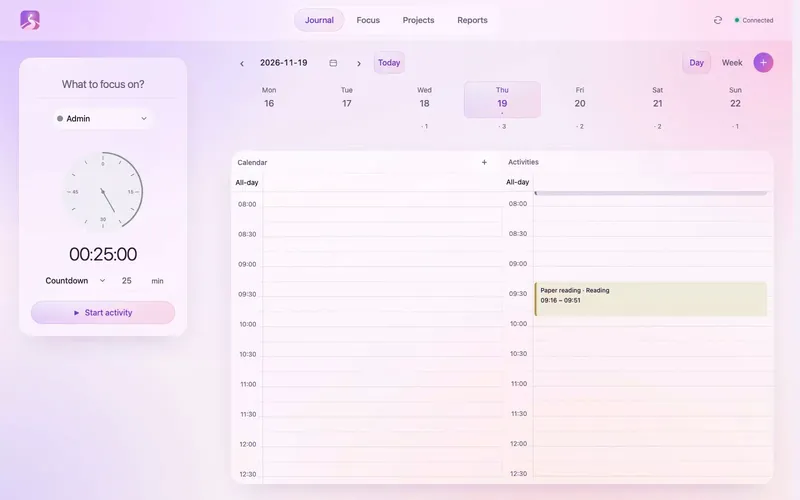 Journal Focus Projects Reports
Connected
What to focus on?
Admin
0
45 15
30
00:25:00
Countdown 25 min
Start activity
2026-11-19 Today Day Week +
Mon Tue Wed Thu Fri Sat Sun
16 17 18 19 20 21 22
· 1 · 3 · 2 · 2 · 1
Calendar + Activities
All-day All-day
08:00 08:00
08:30 08:30
09:00 09:00
Paper reading · Reading
09:30 09:30
09:16 – 09:51
10:00 10:00
10:30 10:30
11:00 11:00
11:30 11:30
12:00 12:00
12:30 12:30